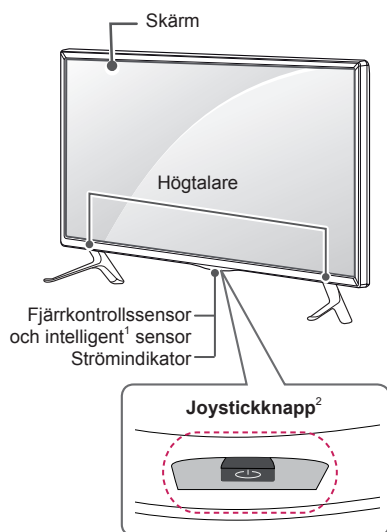 Skärm
Högtalare
Fjärrkontrollssensor
och intelligent¹ sensor
Strömindikator
Joystickknapp²